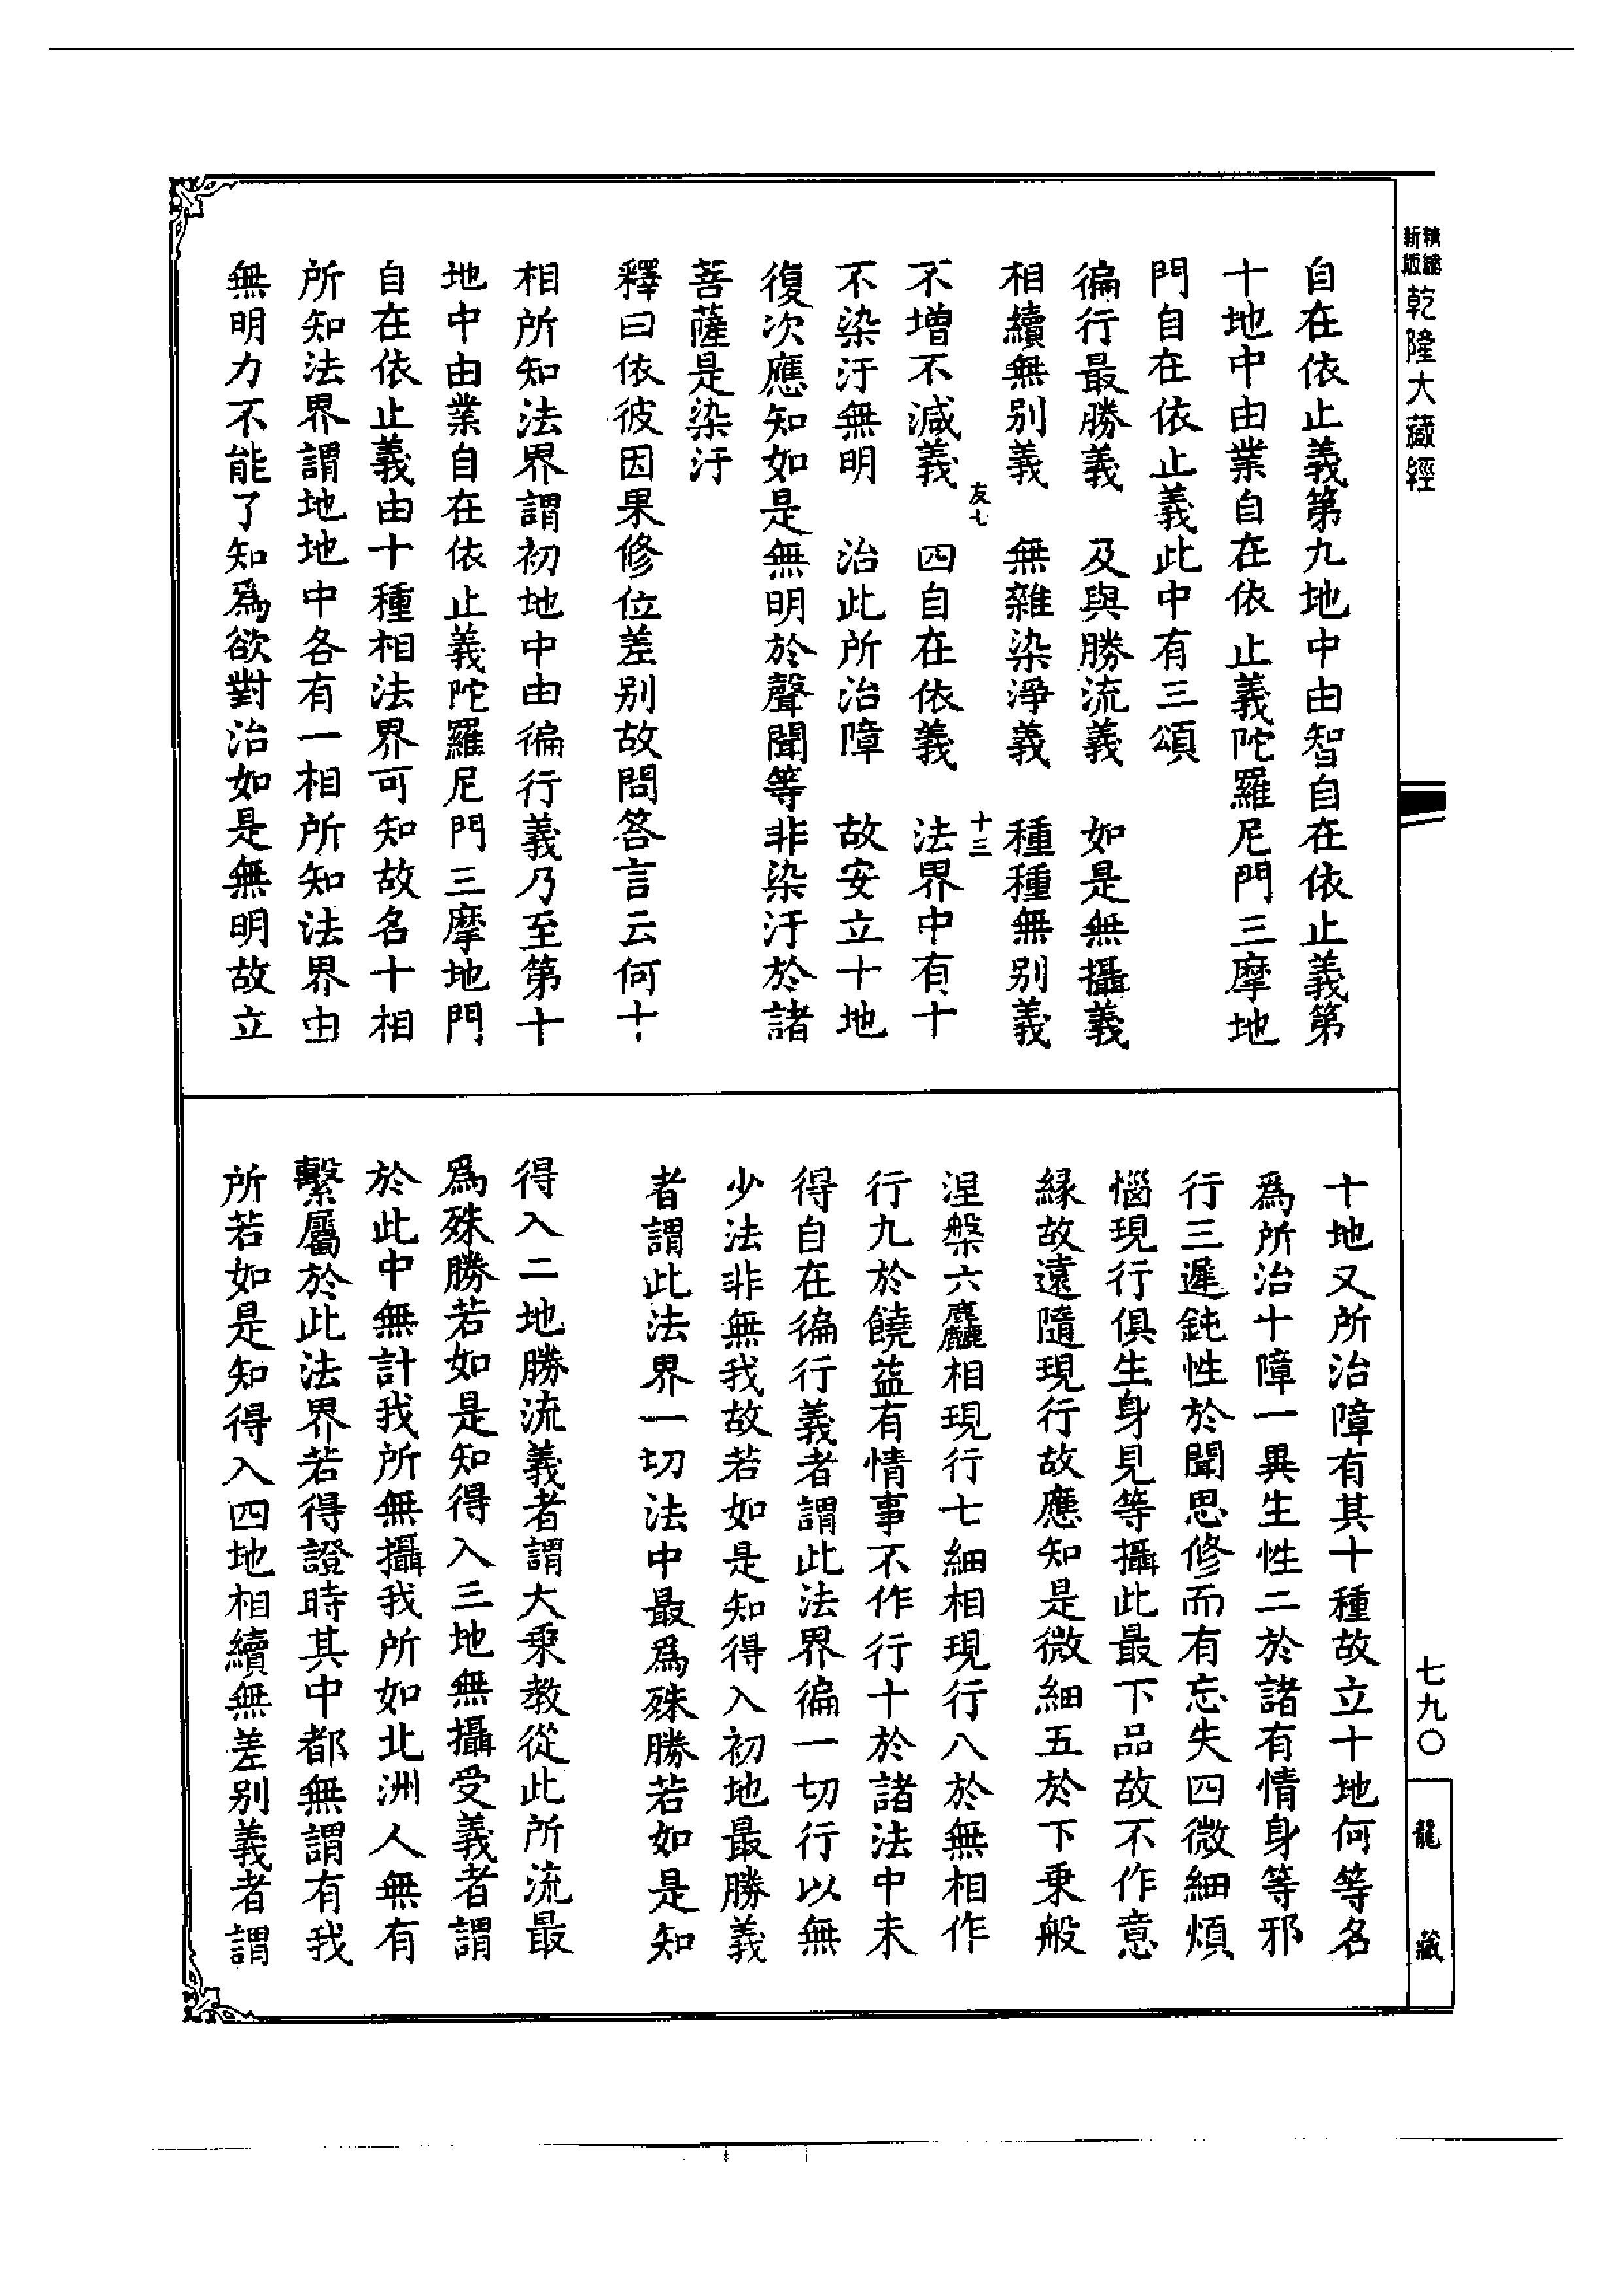 精縮新版乾隆大藏經
自在依止義第九地中由智自在依止義第
十地中由業自在依止義陀羅尼門三摩地
門自在依止義此中有三頌
徧行最勝義　及與勝流義　如是無攝義
相續無别義　無雜染淨義　種種無别義
友七　十三
不增不減義　四自在依義　法界中有十
不染汙無明　治此所治障　故安立十地
復次應知如是無明於聲聞等非染汙於諸
菩薩是染汙
釋曰依彼因果修位差别故問答言云何十
相所知法界謂初地中由徧行義乃至第十
地中由業自在依止義陀羅尼門三摩地門
自在依止義由十種相法界可知故名十相
所知法界謂地地中各有一相所知法界由
無明力不能了知爲欲對治如是無明故立
十地又所治障有其十種故立十地何等名
爲所治十障一異生性二於諸有情身等邪
行三遲鈍性於聞思修而有忘失四微細煩
惱現行俱生身見等攝此最下品故不作意
緣故遠隨現行故應知是微細五於下乗般
涅槃六麤相現行七細相現行八於無相作
行九於饒益有情事不作行十於諸法中未
得自在徧行義者謂此法界徧一切行以無
少法非無我故若如是知得入初地最勝義
者謂此法界一切法中最爲殊勝若如是知
得入二地勝流義者謂大乗教從此所流最
爲殊勝若如是知得入三地無攝受義者謂
於此中無計我所無攝我所如北洲人無有
繫屬於此法界若得證時其中都無謂有我
所若如是知得入四地相續無差别義者謂
七九〇
龍藏